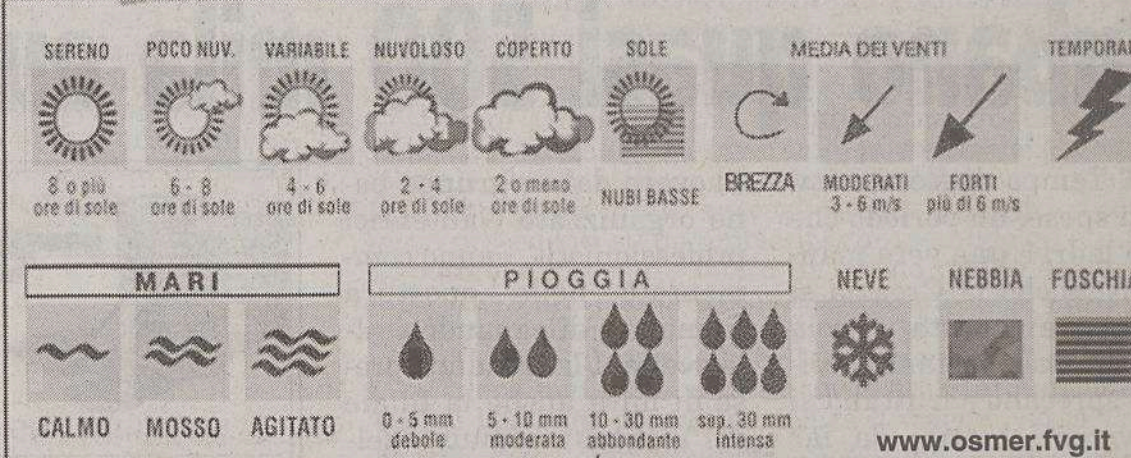 SERENO POCO NUV. VARIABILE NUVOLOSO COPERTO SOLE MEDIA DEI VENTI TEMPORAL
8 o più 6 - 8 4 - 6 2 - 4 2 o meno NUBI BASSE BREZZA MODERATI FORTI
ore di sole ore di sole ore di sole ore di sole ore di sole 3 - 6 m/s più di 6 m/s
MARI PIOGGIA NEVE NEBBIA FOSCHIA
CALMO MOSSO AGITATO 0 - 5 mm 5 - 10 mm 10 - 30 mm sup. 30 mm
debole moderata abbondante intensa
www.osmer.fvg.it